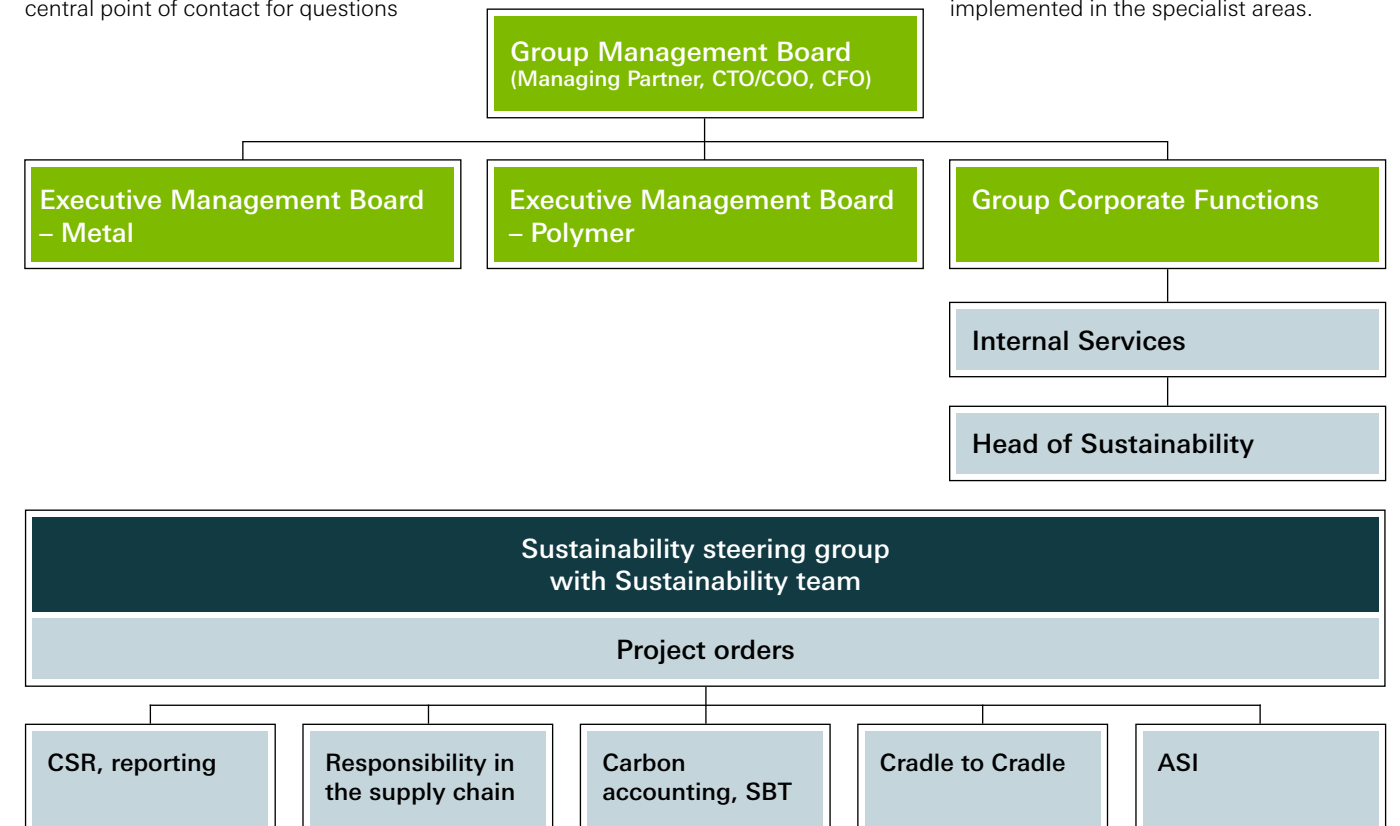 central point of contact for questions
implemented in the specialist areas.
Group Management Board
(Managing Partner, CTO/COO, CFO)
Executive Management Board
– Metal
Executive Management Board
– Polymer
Group Corporate Functions
Internal Services
Head of Sustainability
Sustainability steering group
with Sustainability team
Project orders
CSR, reporting
Responsibility in
the supply chain
Carbon
accounting, SBT
Cradle to Cradle
ASI